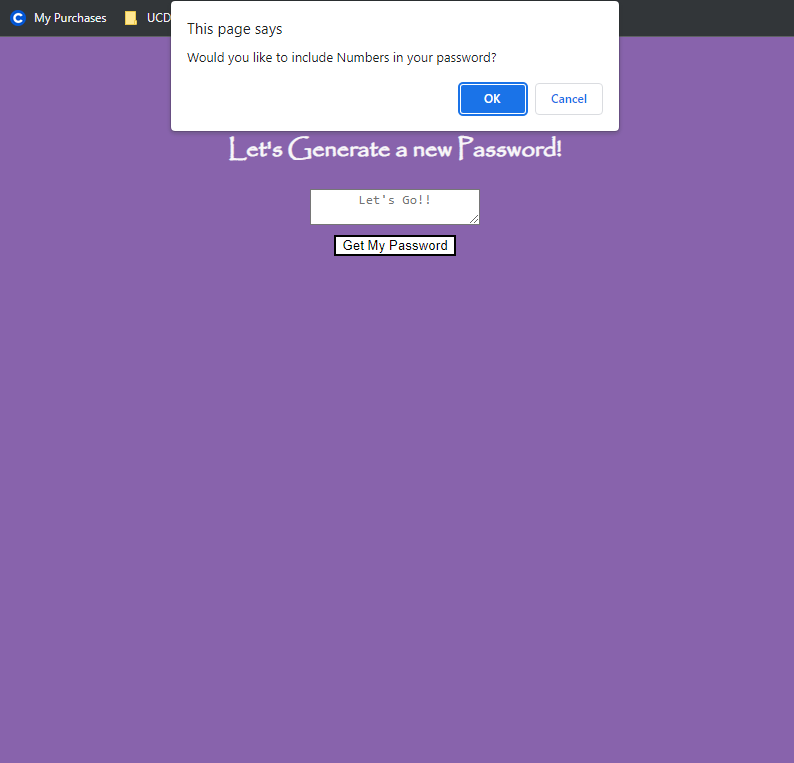 My Purchases
UCD
This page says
Would you like to include Numbers in your password?
OK
Cancel
Let's Generate a new Password!
Let's Go!!
Get My Password